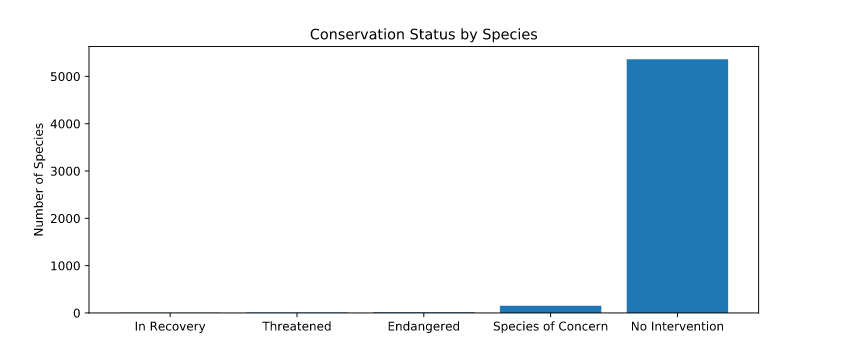 Conservation Status by Species
Number of Species
5000
4000
3000
2000
1000
0
In Recovery Threatened Endangered Species of Concern No Intervention